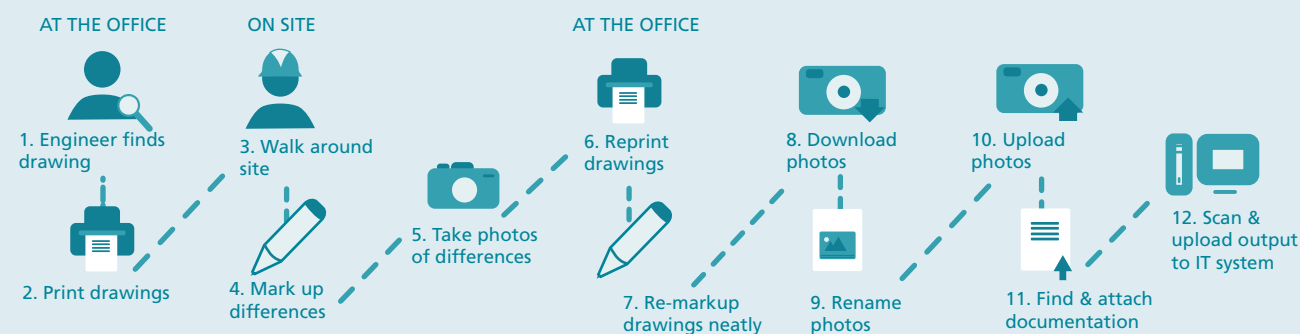 AT THE OFFICE
ON SITE
AT THE OFFICE
1. Engineer finds
drawing
2. Print drawings
3. Walk around
site
4. Mark up
differences
5. Take photos
of differences
6. Reprint
drawings
7. Re-markup
drawings neatly
8. Download
photos
9. Rename
photos
10. Upload
photos
11. Find & attach
documentation
12. Scan &
upload output
to IT system